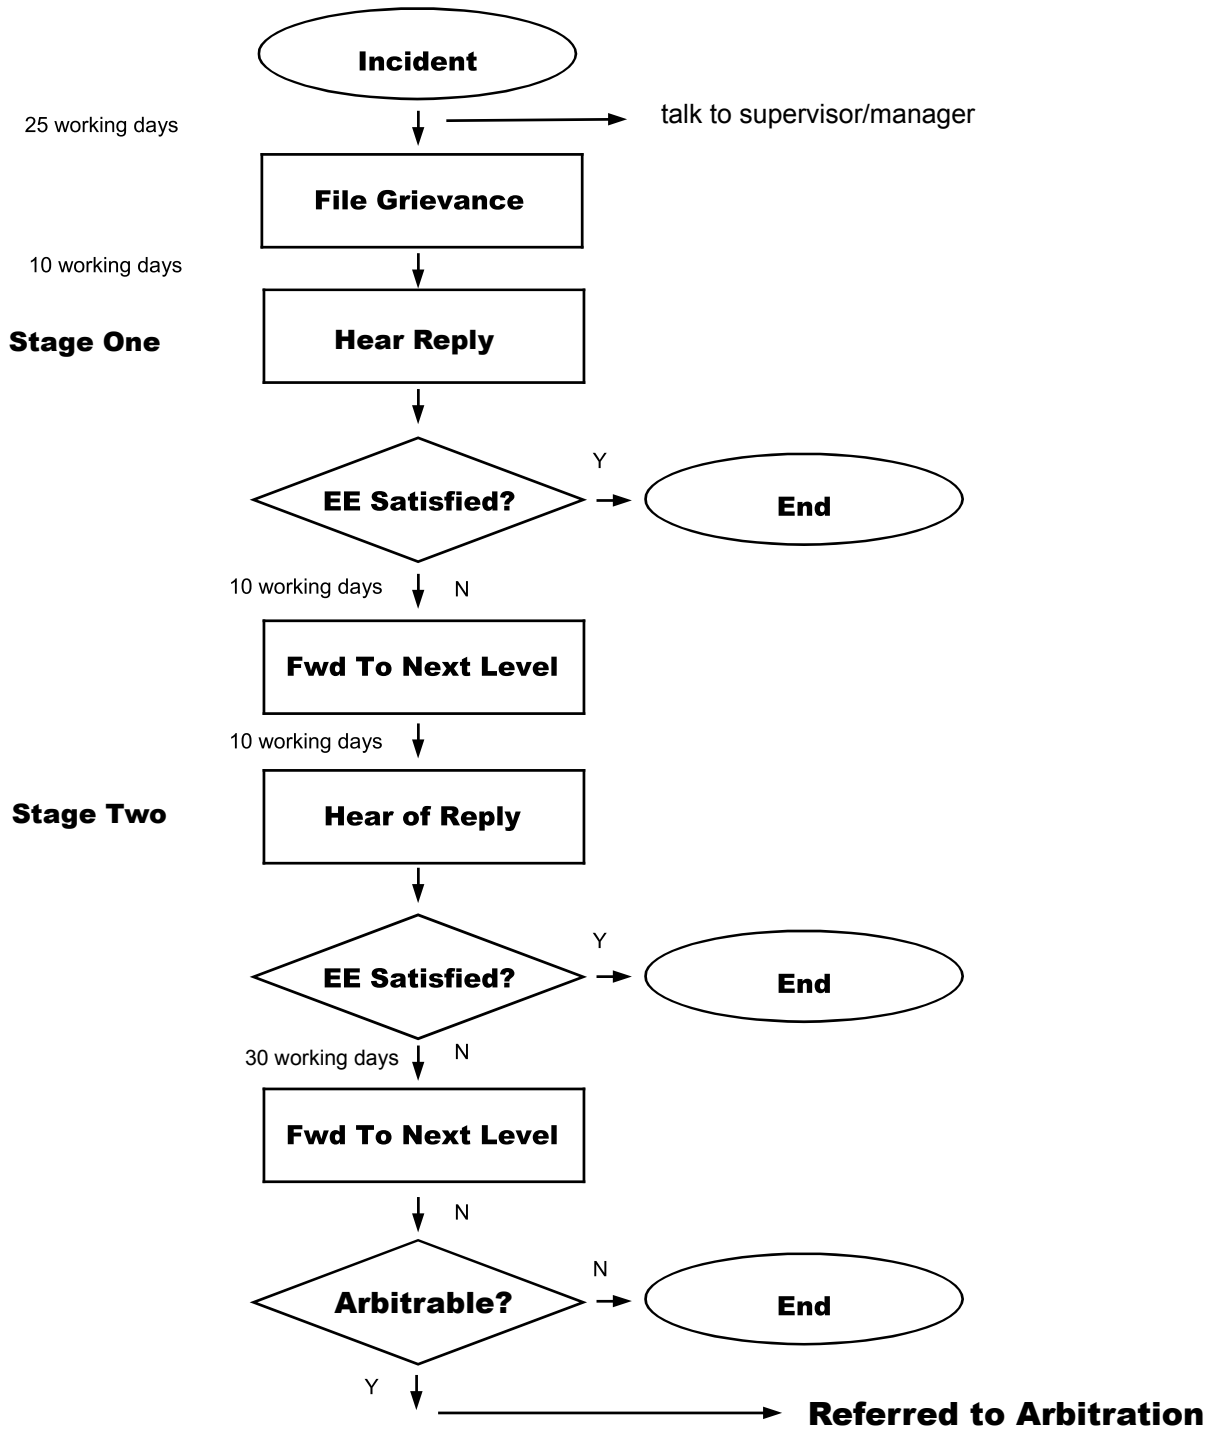 Incident
25 working days
talk to supervisor/manager
File Grievance
10 working days
Stage One
Hear Reply
EE Satisfied?
Y
End
10 working days
N
Fwd To Next Level
10 working days
Stage Two
Hear of Reply
EE Satisfied?
Y
End
30 working days
N
Fwd To Next Level
N
Arbitrable?
N
End
Y
Referred to Arbitration